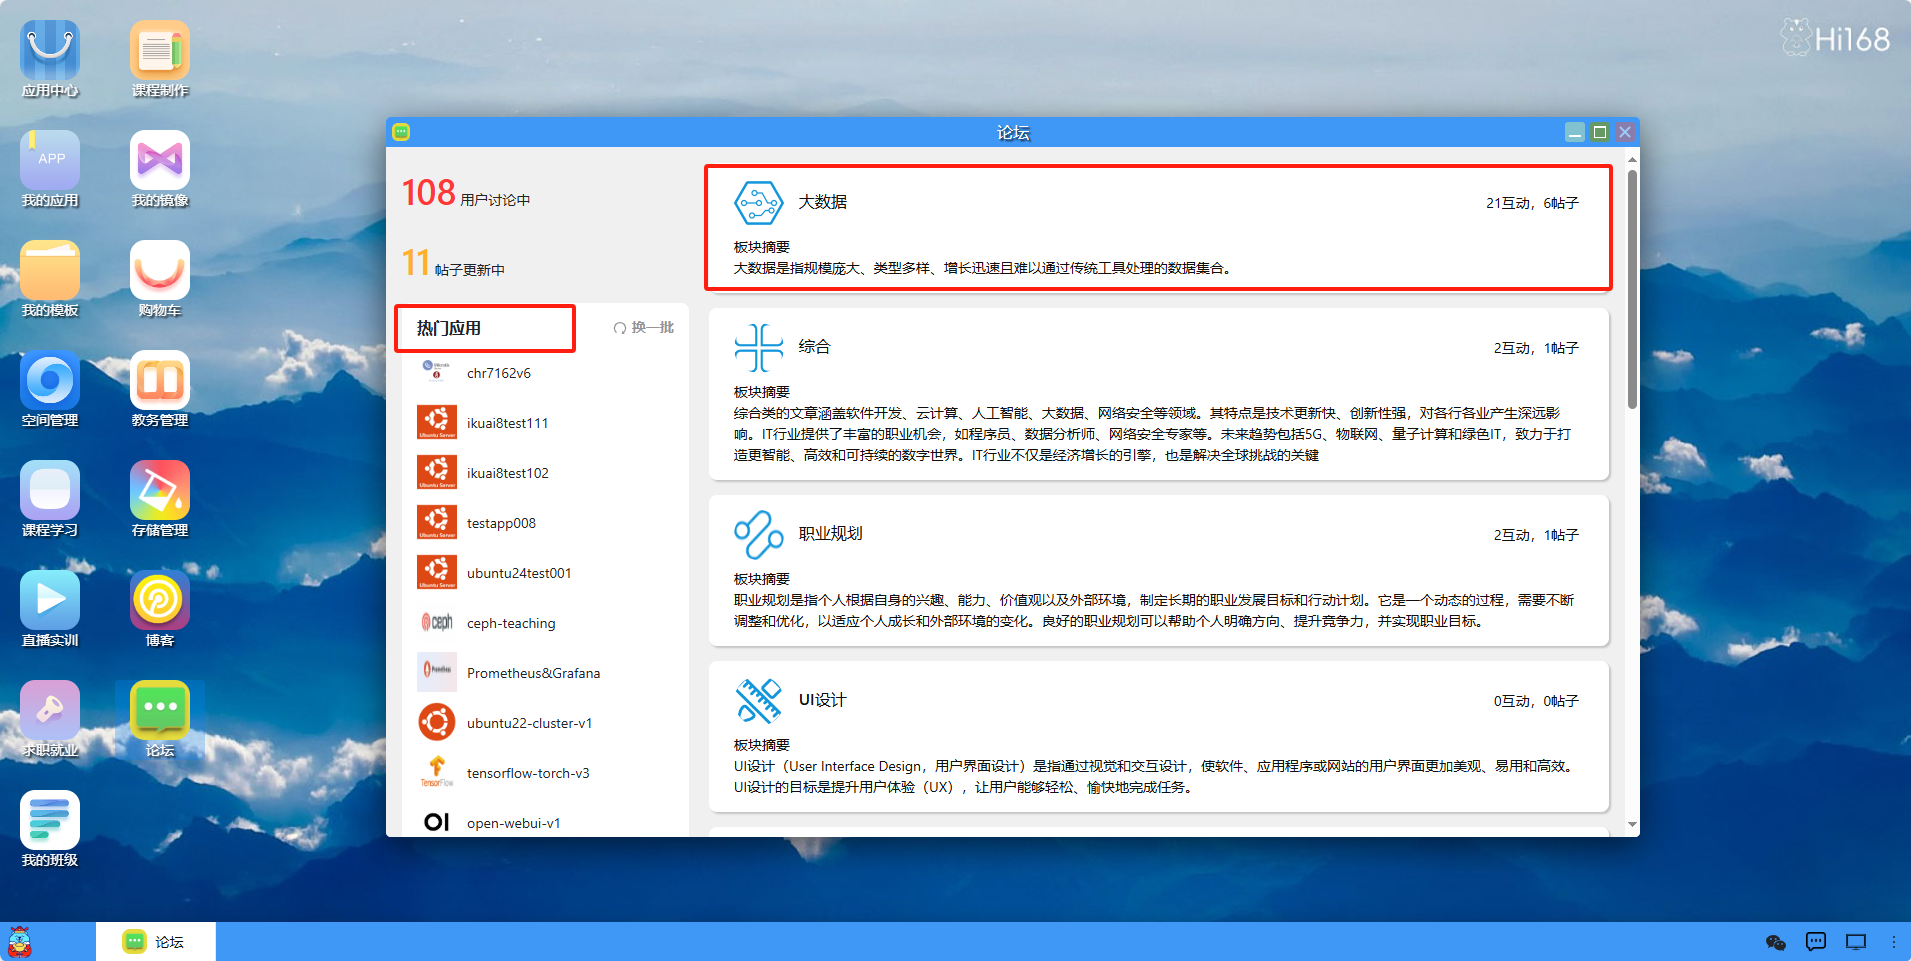 应用中心
课程制作
Hi168
APP
我的应用
我的镜像
我的模板
购物车
空间管理
教务管理
课程学习
存储管理
直播实训
博客
求职就业
论坛
我的班级
论坛
108 用户讨论中
11 帖子更新中
热门应用
换一批
chr7162v6
Ubuntu Server
ikuai8test111
Ubuntu Server
ikuai8test102
Ubuntu Server
testapp008
Ubuntu Server
ubuntu24test001
ceph
ceph-teaching
Prometheus&Grafana
ubuntu22-cluster-v1
TensorFlow
tensorflow-torch-v3
OI
open-webui-v1
大数据
21互动，6帖子
板块摘要
大数据是指规模庞大、类型多样、增长迅速且难以通过传统工具处理的数据集合。
综合
2互动，1帖子
板块摘要
综合类的文章涵盖软件开发、云计算、人工智能、大数据、网络安全等领域。其特点是技术更新快、创新性强，对各行各业产生深远影
响。IT行业提供了丰富的职业机会，如程序员、数据分析师、网络安全专家等。未来趋势包括5G、物联网、量子计算和绿色IT，致力于打
造更智能、高效和可持续的数字世界。IT行业不仅是经济增长的引擎，也是解决全球挑战的关键
职业规划
2互动，1帖子
板块摘要
职业规划是指个人根据自身的兴趣、能力、价值观以及外部环境，制定长期的职业发展目标和行动计划。它是一个动态的过程，需要不断
调整和优化，以适应个人成长和外部环境的变化。良好的职业规划可以帮助个人明确方向、提升竞争力，并实现职业目标。
UI设计
0互动，0帖子
板块摘要
UI设计（User Interface Design，用户界面设计）是指通过视觉和交互设计，使软件、应用程序或网站的用户界面更加美观、易用和高效。
UI设计的目标是提升用户体验（UX），让用户能够轻松、愉快地完成任务。
论坛